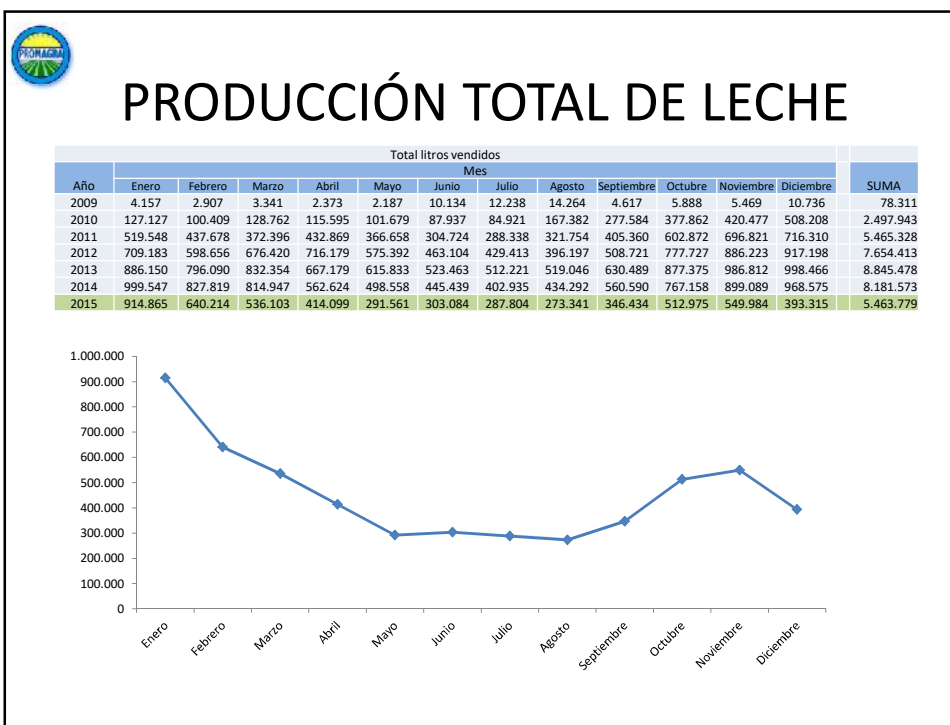 PROMAGRA
PRODUCCIÓN TOTAL DE LECHE
Total litros vendidos
Mes
Año Enero Febrero Marzo Abril Mayo Junio Julio Agosto Septiembre Octubre Noviembre Diciembre SUMA
2009 4.157 2.907 3.341 2.373 2.187 10.134 12.238 14.264 4.617 5.888 5.469 10.736 78.311
2010 127.127 100.409 128.762 115.595 101.679 87.937 84.921 167.382 277.584 377.862 420.477 508.208 2.497.943
2011 519.548 437.678 372.396 432.869 366.658 304.724 288.338 321.754 405.360 602.872 696.821 716.310 5.465.328
2012 709.183 598.656 676.420 716.179 575.392 463.104 429.413 396.197 508.721 777.727 886.223 917.198 7.654.413
2013 886.150 796.090 832.354 667.179 615.833 523.463 512.221 519.046 630.489 877.375 986.812 998.466 8.845.478
2014 999.547 827.819 814.947 562.624 498.558 445.439 402.935 434.292 560.590 767.158 899.089 968.575 8.181.573
2015 914.865 640.214 536.103 414.099 291.561 303.084 287.804 273.341 346.434 512.975 549.984 393.315 5.463.779
1.000.000
900.000
800.000
700.000
600.000
500.000
400.000
300.000
200.000
100.000
0
Enero Febrero Marzo Abril Mayo Junio Julio Agosto Septiembre Octubre Noviembre Diciembre